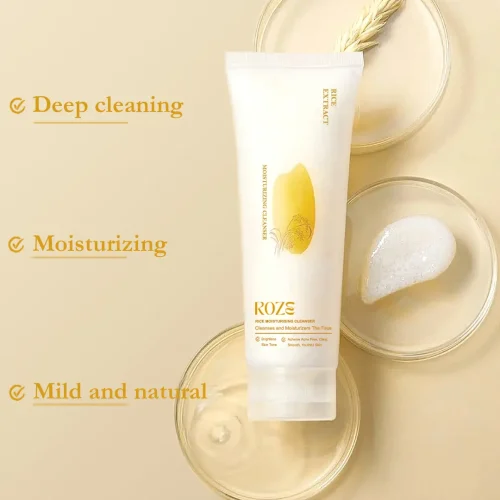 RICE
EXTRACT
Deep cleaning
MOISTURIZING CLEANSER
Moisturizing
ROZE
RICE MOISTURIZING CLEANSER
Cleanses and Moisturizes The Face
Brightens
Skin Tone
Mild and natural